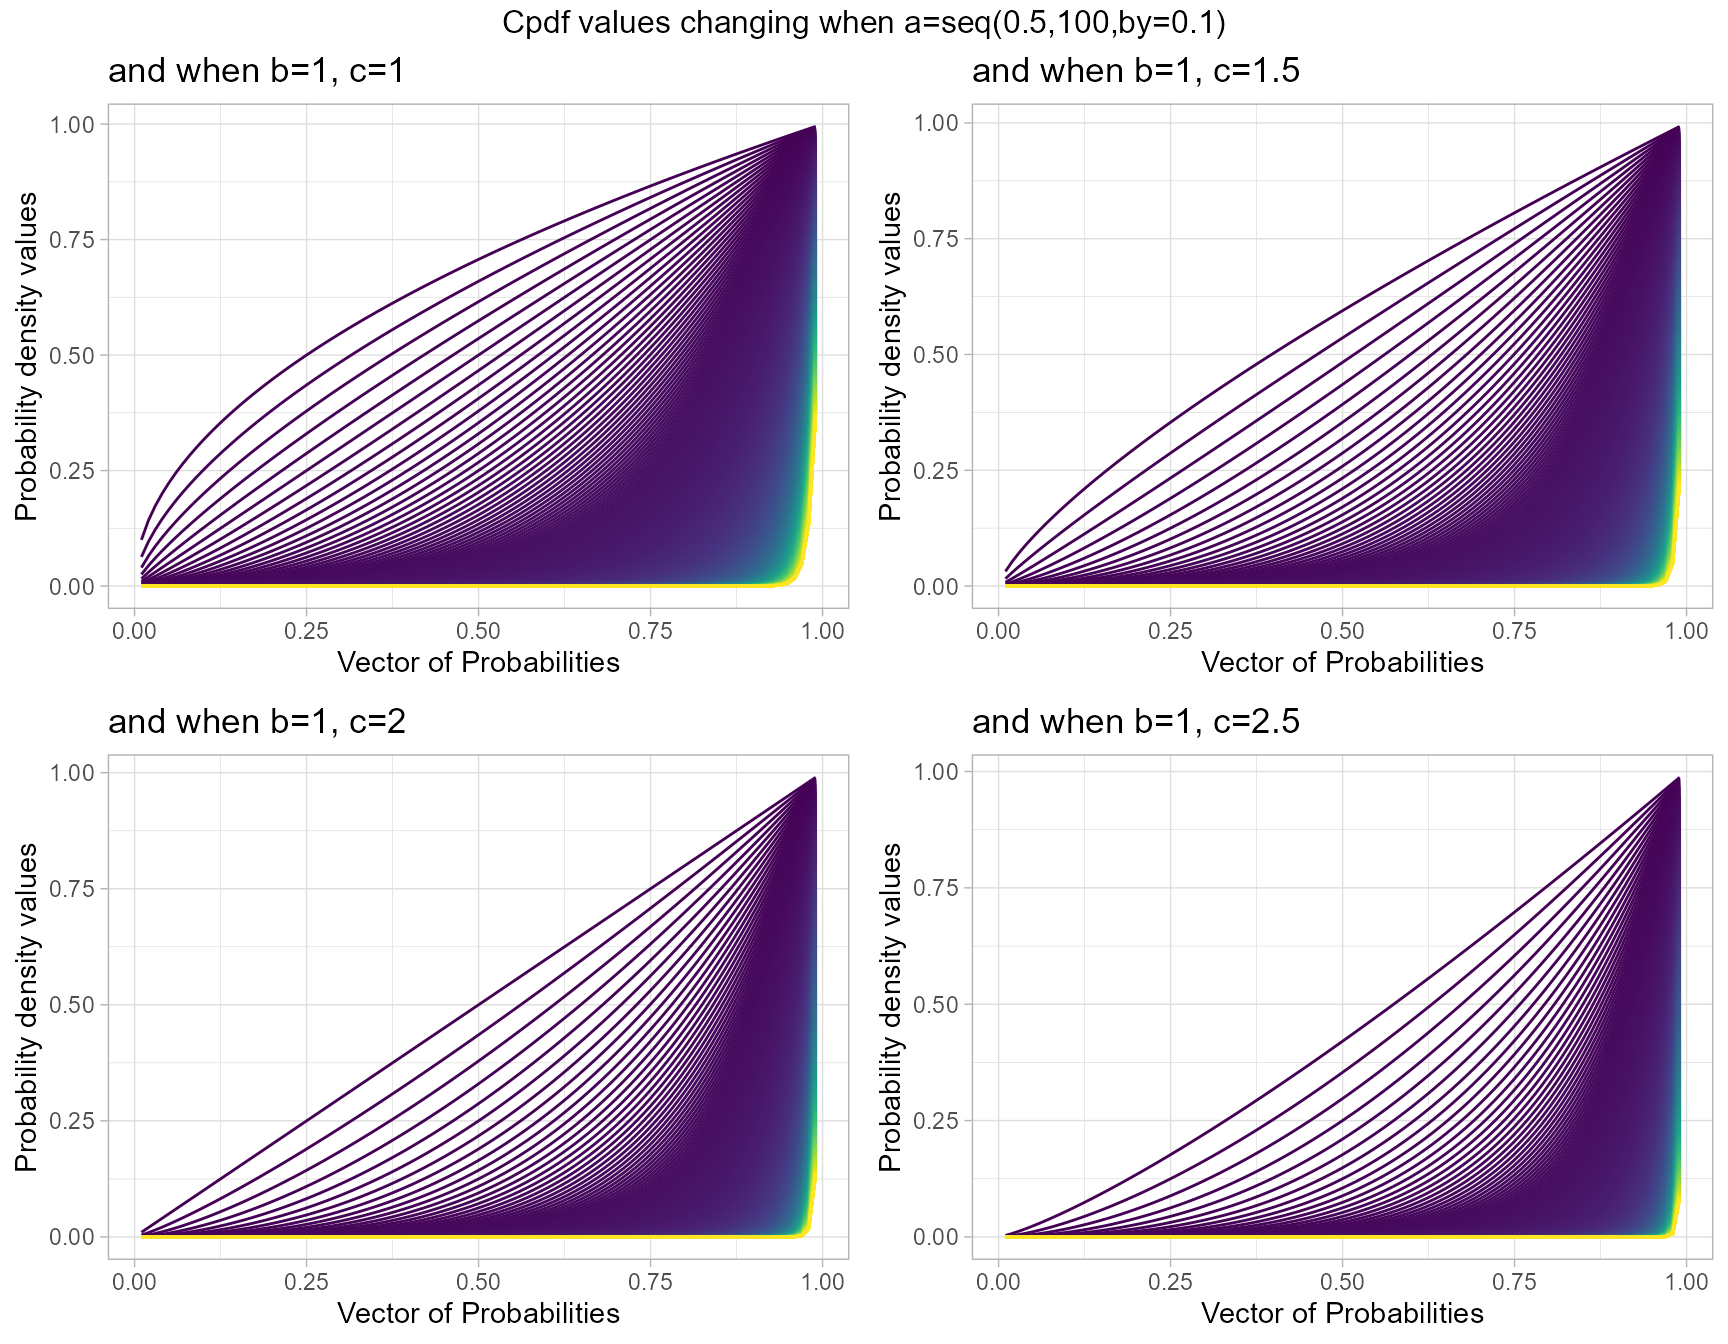 Cpdf values changing when a=seq(0.5,100,by=0.1)
and when b=1, c=1
Probability density values
1.00
0.75
0.50
0.25
0.00
0.00 0.25 0.50 0.75 1.00
Vector of Probabilities
and when b=1, c=1.5
Probability density values
1.00
0.75
0.50
0.25
0.00
0.00 0.25 0.50 0.75 1.00
Vector of Probabilities
and when b=1, c=2
Probability density values
1.00
0.75
0.50
0.25
0.00
0.00 0.25 0.50 0.75 1.00
Vector of Probabilities
and when b=1, c=2.5
Probability density values
1.00
0.75
0.50
0.25
0.00
0.00 0.25 0.50 0.75 1.00
Vector of Probabilities